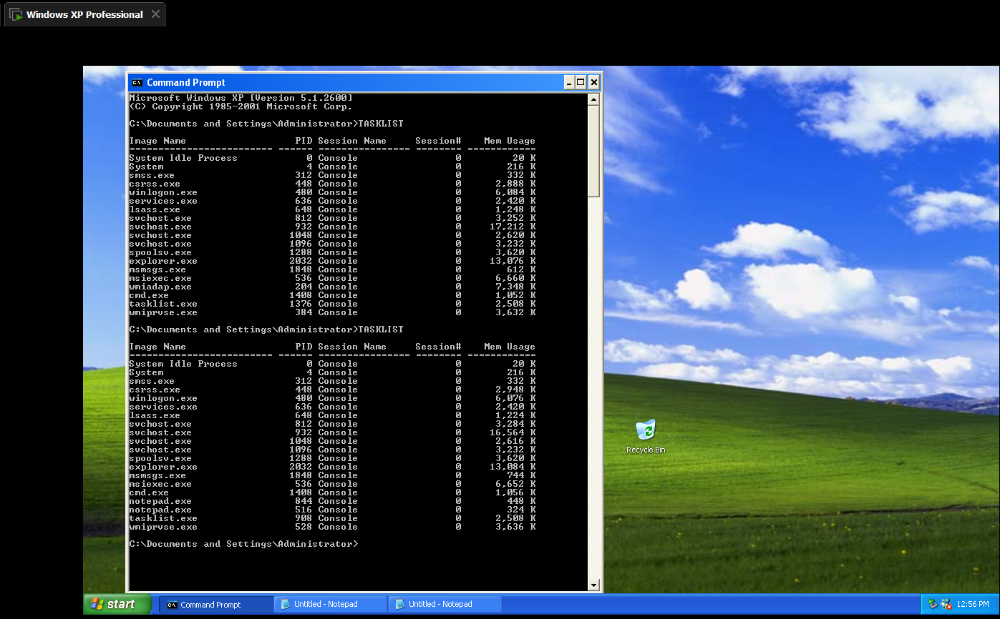 Windows XP Professional
Command Prompt
Microsoft Windows XP [Version 5.1.2600]
(C) Copyright 1985-2001 Microsoft Corp.
C:\Documents and Settings\Administrator>TASKLIST
Image Name PID Session Name Session# Mem Usage
========================= ====== ================ ======== ============
System Idle Process 0 Console 0 20 K
System 4 Console 0 216 K
smss.exe 312 Console 0 332 K
csrss.exe 448 Console 0 2,888 K
winlogon.exe 480 Console 0 6,084 K
services.exe 636 Console 0 2,420 K
lsass.exe 648 Console 0 1,248 K
svchost.exe 812 Console 0 3,252 K
svchost.exe 932 Console 0 17,212 K
svchost.exe 1048 Console 0 2,620 K
svchost.exe 1096 Console 0 3,232 K
spoolsv.exe 1288 Console 0 3,620 K
explorer.exe 2032 Console 0 13,076 K
msmsgs.exe 1848 Console 0 612 K
msiexec.exe 536 Console 0 6,660 K
wmiadap.exe 204 Console 0 7,348 K
cmd.exe 1408 Console 0 1,052 K
tasklist.exe 1376 Console 0 2,508 K
wmiprvse.exe 384 Console 0 3,632 K
C:\Documents and Settings\Administrator>TASKLIST
Image Name PID Session Name Session# Mem Usage
========================= ====== ================ ======== ============
System Idle Process 0 Console 0 20 K
System 4 Console 0 216 K
smss.exe 312 Console 0 332 K
csrss.exe 448 Console 0 2,948 K
winlogon.exe 480 Console 0 6,076 K
services.exe 636 Console 0 2,420 K
lsass.exe 648 Console 0 1,224 K
svchost.exe 812 Console 0 3,284 K
svchost.exe 932 Console 0 16,564 K
svchost.exe 1048 Console 0 2,616 K
svchost.exe 1096 Console 0 3,232 K
spoolsv.exe 1288 Console 0 3,620 K
explorer.exe 2032 Console 0 13,084 K
msmsgs.exe 1848 Console 0 744 K
msiexec.exe 536 Console 0 6,652 K
cmd.exe 1408 Console 0 1,056 K
notepad.exe 844 Console 0 448 K
notepad.exe 516 Console 0 324 K
tasklist.exe 908 Console 0 2,508 K
wmiprvse.exe 528 Console 0 3,636 K
C:\Documents and Settings\Administrator>
Recycle Bin
start
Command Prompt
Untitled - Notepad
Untitled - Notepad
12:56 PM